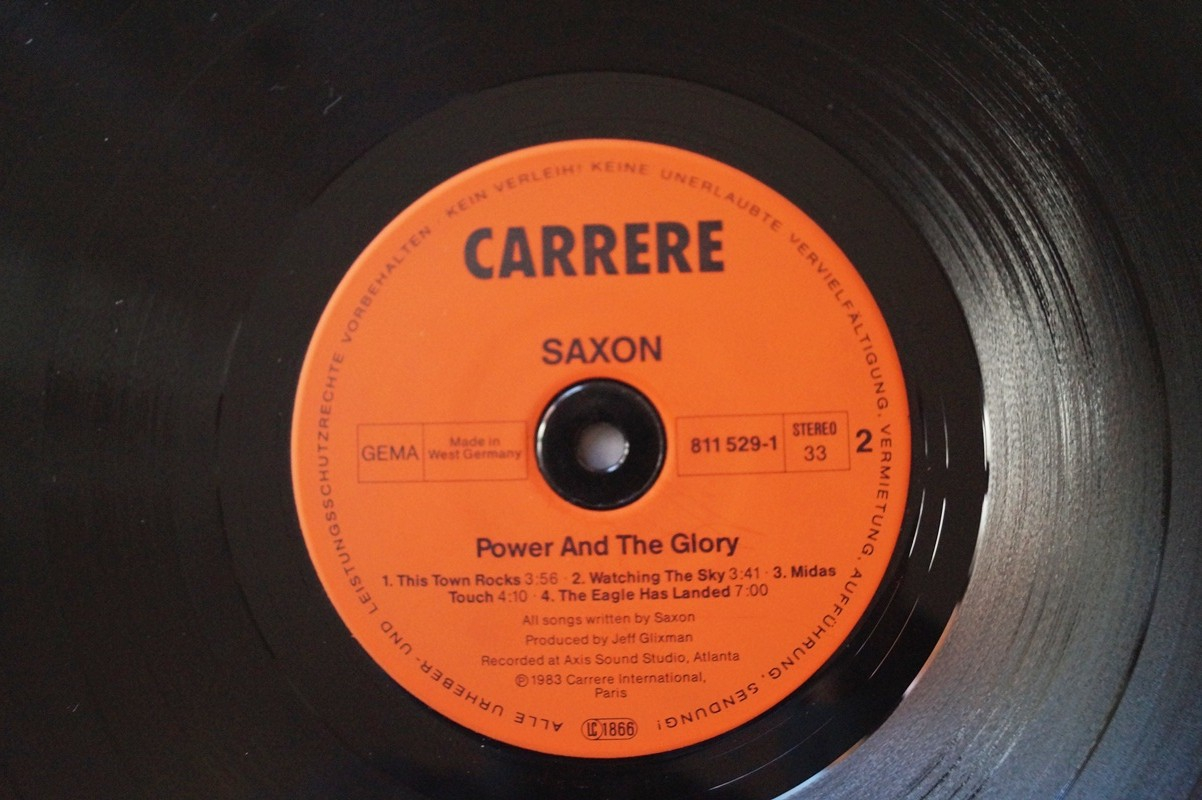 ALLE URHEBER- UND LEISTUNGSSCHUTZRECHTE VORBEHALTEN · KEIN VERLEIH! KEINE UNERLAUBTE VERVIELFÄLTIGUNG, VERMIETUNG, AUFFÜHRUNG, SENDUNG!
CARRERE
SAXON
GEMA
Made in
West Germany
811 529-1
STEREO
33
2
Power And The Glory
1. This Town Rocks 3:56 · 2. Watching The Sky 3:41 · 3. Midas
Touch 4:10 · 4. The Eagle Has Landed 7:00
All songs written by Saxon
Produced by Jeff Glixman
Recorded at Axis Sound Studio, Atlanta
℗ 1983 Carrere International,
Paris
LC 1866